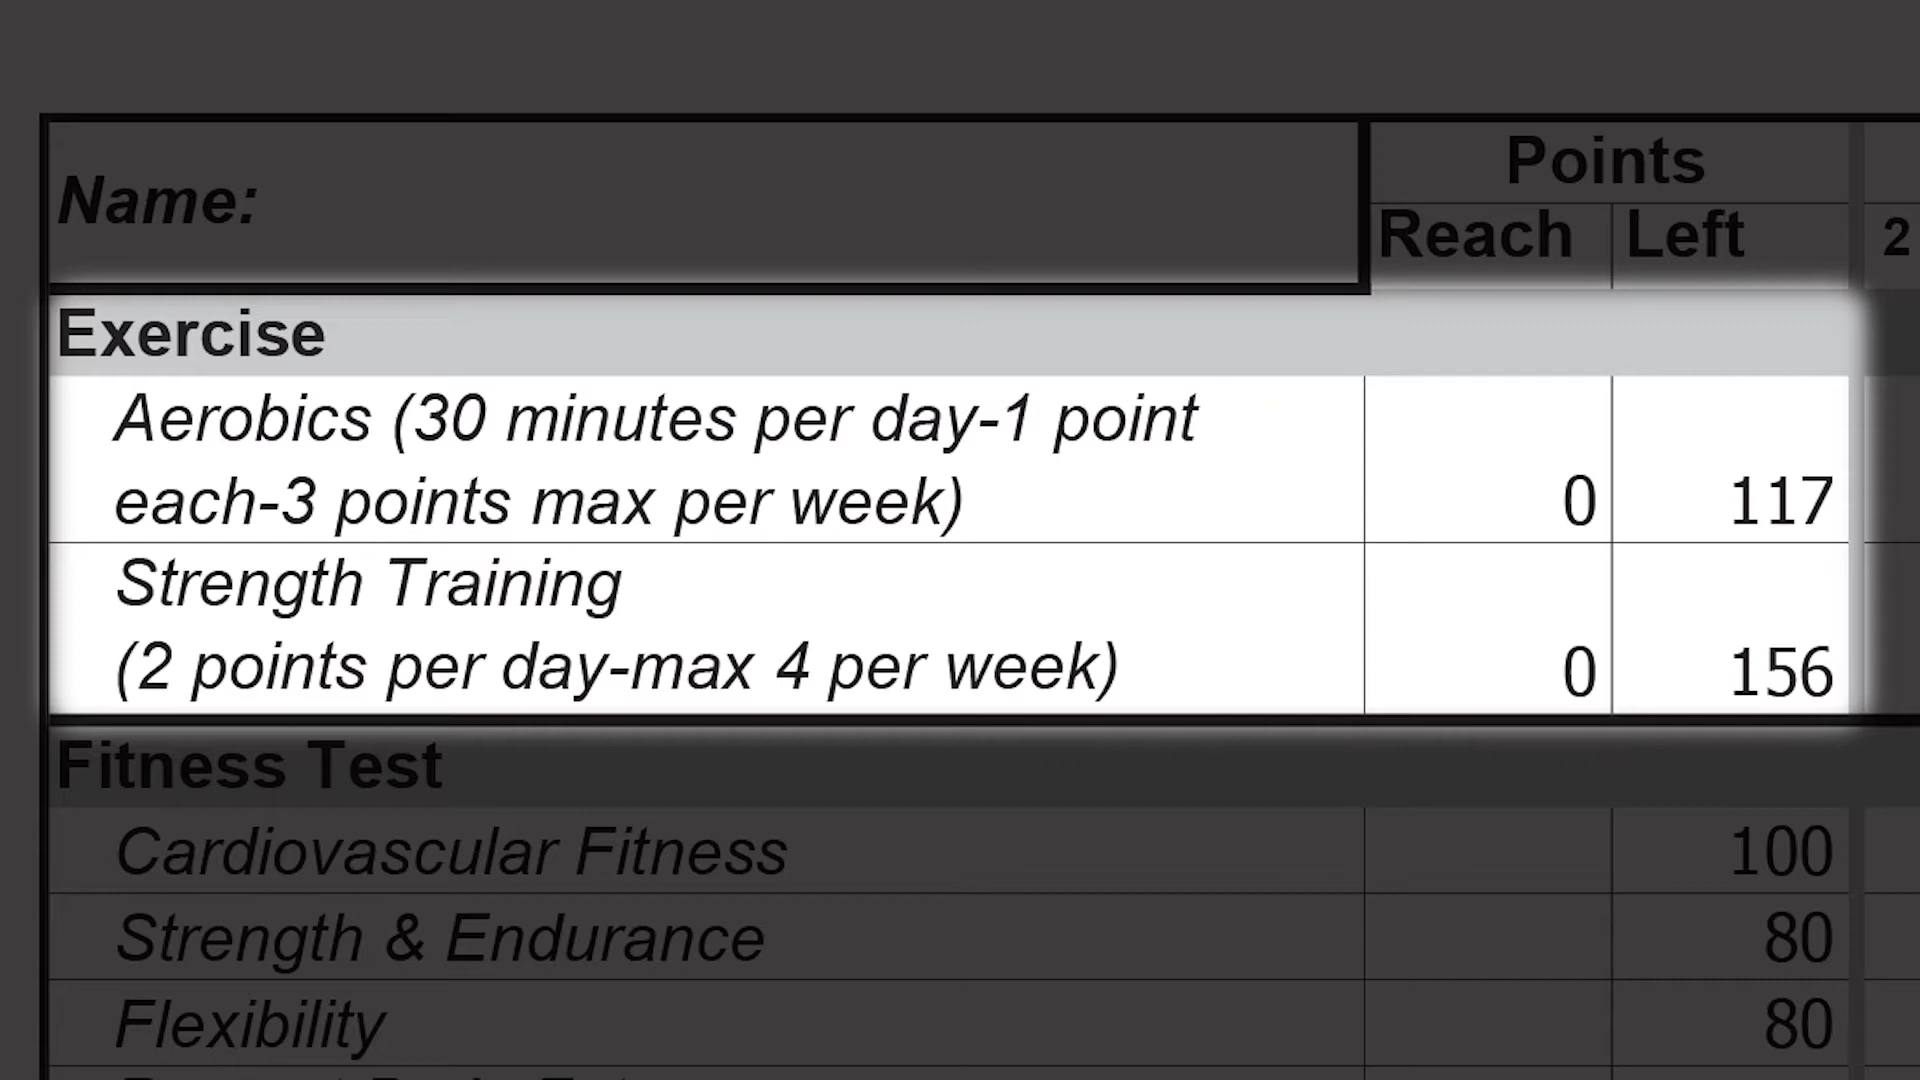 Points
Name:
Reach Left 2
Exercise
Aerobics (30 minutes per day-1 point
each-3 points max per week) 0 117
Strength Training
(2 points per day-max 4 per week) 0 156
Fitness Test
Cardiovascular Fitness 100
Strength & Endurance 80
Flexibility 80